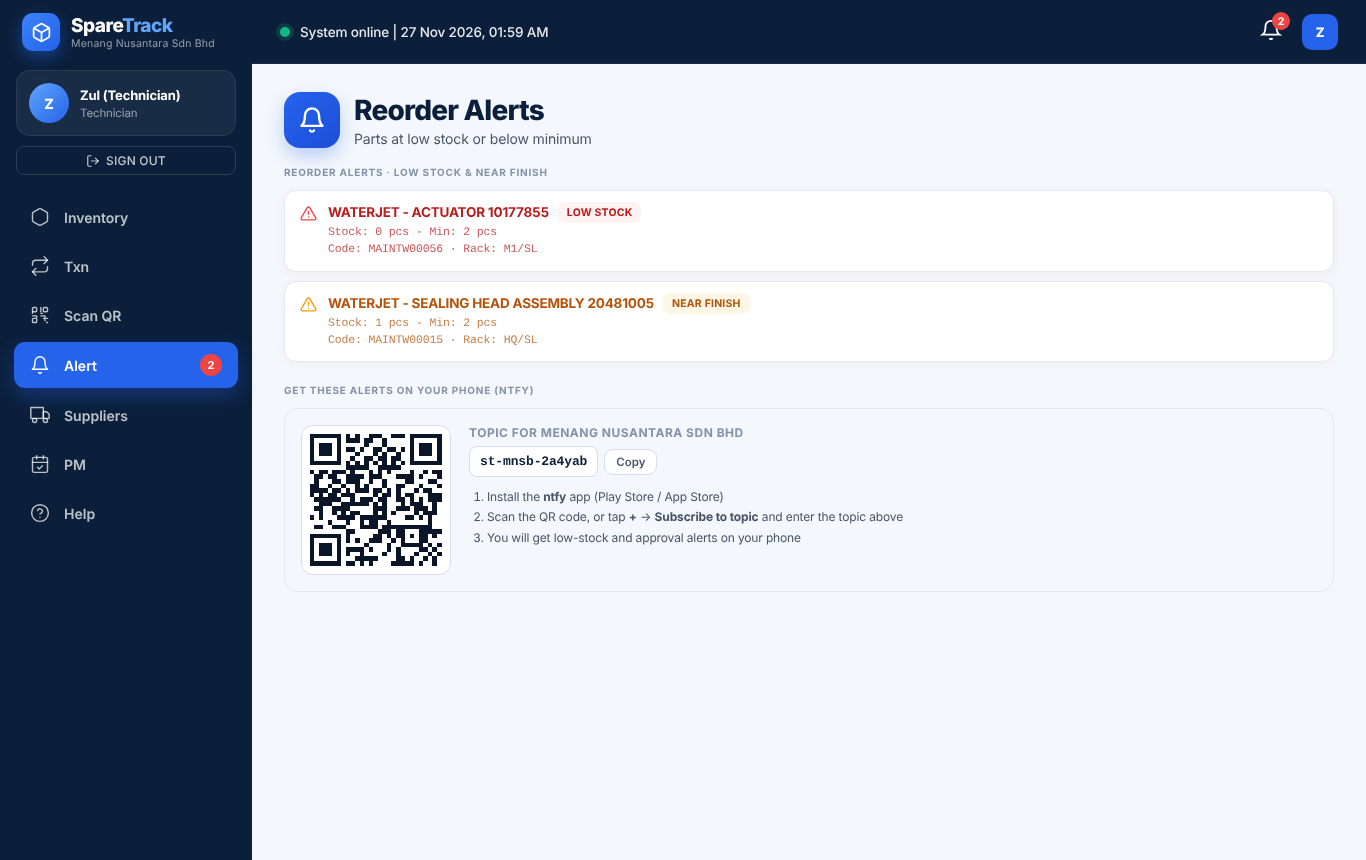 SpareTrack
Menang Nusantara Sdn Bhd
System online | 27 Nov 2026, 01:59 AM
2
Z
Z
Zul (Technician)
Technician
SIGN OUT
Inventory
Txn
Scan QR
Alert
2
Suppliers
PM
Help
Reorder Alerts
Parts at low stock or below minimum
REORDER ALERTS · LOW STOCK & NEAR FINISH
WATERJET - ACTUATOR 10177855 LOW STOCK
Stock: 0 pcs - Min: 2 pcs
Code: MAINTW00056 · Rack: M1/SL
WATERJET - SEALING HEAD ASSEMBLY 20481005 NEAR FINISH
Stock: 1 pcs - Min: 2 pcs
Code: MAINTW00015 · Rack: HQ/SL
GET THESE ALERTS ON YOUR PHONE (NTFY)
TOPIC FOR MENANG NUSANTARA SDN BHD
st-mnsb-2a4yab Copy
1. Install the ntfy app (Play Store / App Store)
2. Scan the QR code, or tap + → Subscribe to topic and enter the topic above
3. You will get low-stock and approval alerts on your phone